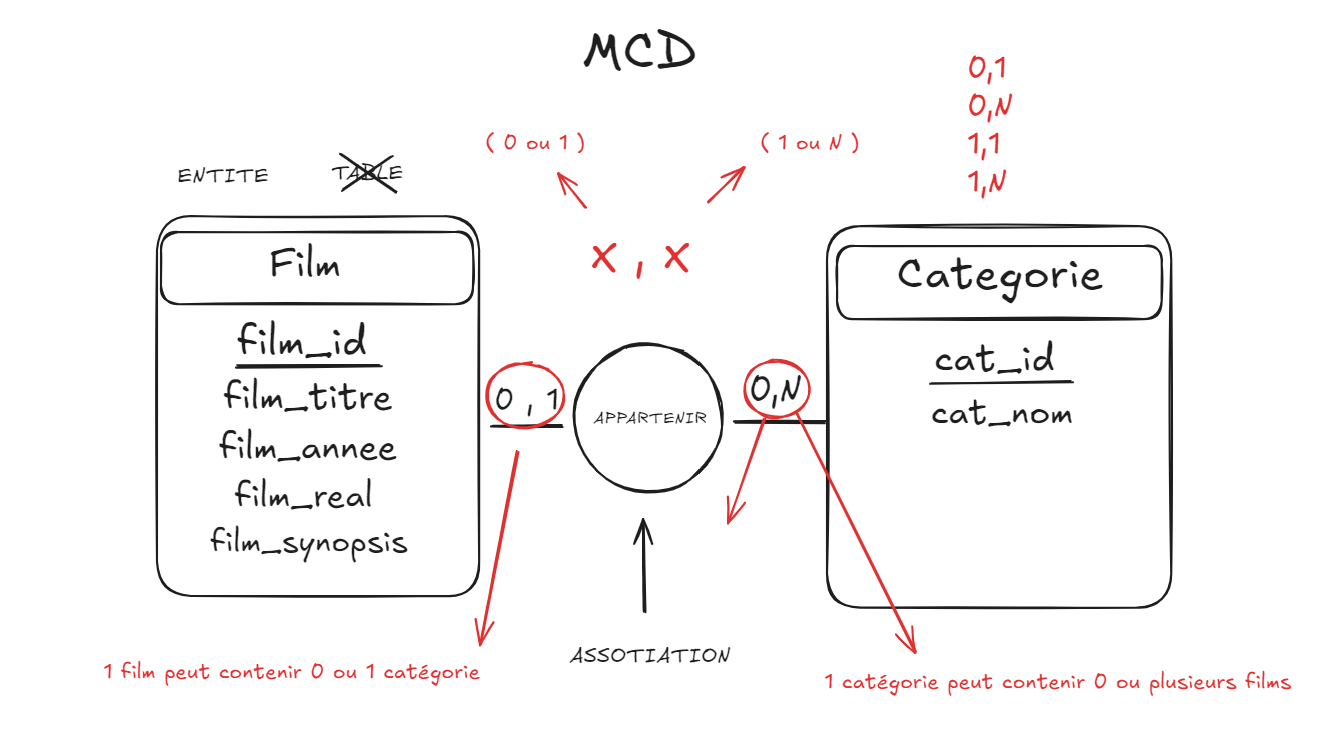 MCD
0,1
0,N
1,1
1,N
( 0 ou 1 )
( 1 ou N )
ENTITE
TABLE
x , x
Film
film_id
film_titre
film_annee
film_real
film_synopsis
0 , 1
APPARTENIR
0,N
Categorie
cat_id
cat_nom
ASSOTIATION
1 film peut contenir 0 ou 1 catégorie
1 catégorie peut contenir 0 ou plusieurs films